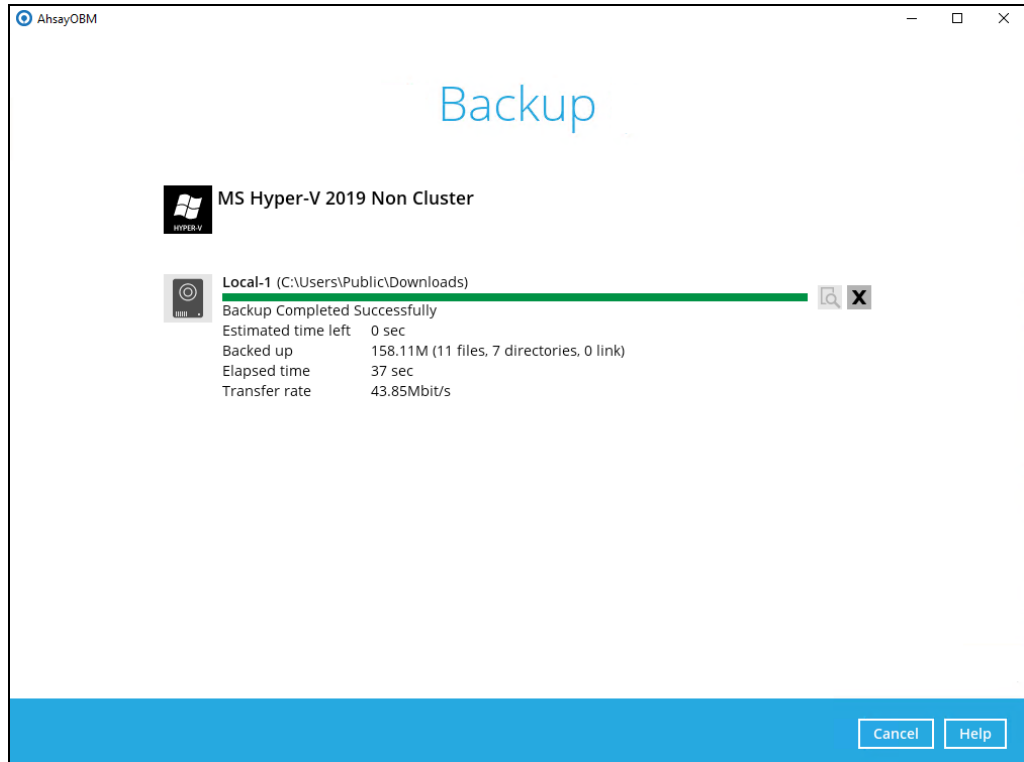 AhsayOBM
Backup
MS Hyper-V 2019 Non Cluster
HYPER-V
Local-1 (C:\Users\Public\Downloads)
X
Backup Completed Successfully
Estimated time left 0 sec
Backed up 158.11M (11 files, 7 directories, 0 link)
Elapsed time 37 sec
Transfer rate 43.85Mbit/s
Cancel Help